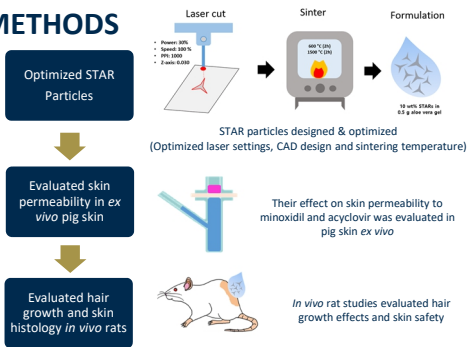 METHODS
Optimized STAR
Particles
Laser cut
• Power: 30%
• Speed: 100 %
• PPI: 1000
• Z-axis: 0.030
Sinter
600 °C (2h)
1500 °C (2h)
Formulation
10 wt% STARs in
0.5 g aloe vera gel
STAR particles designed & optimized
(Optimized laser settings, CAD design and sintering temperature)
Evaluated skin
permeability in ex
vivo pig skin
Their effect on skin permeability to
minoxidil and acyclovir was evaluated in
pig skin ex vivo
Evaluated hair
growth and skin
histology in vivo rats
In vivo rat studies evaluated hair
growth effects and skin safety